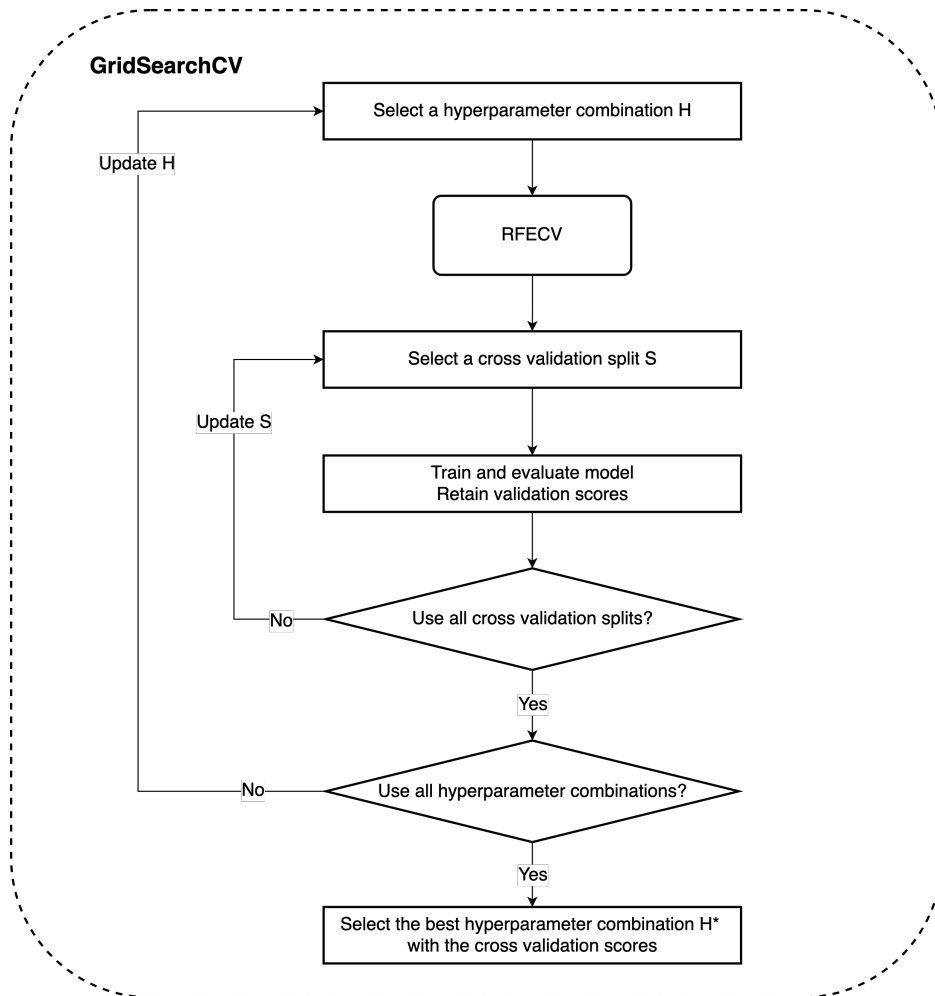 GridSearchCV
Select a hyperparameter combination H
Update H
RFECV
Select a cross validation split S
Update S
Train and evaluate model
Retain validation scores
Use all cross validation splits?
No
Yes
Use all hyperparameter combinations?
No
Yes
Select the best hyperparameter combination H*
with the cross validation scores